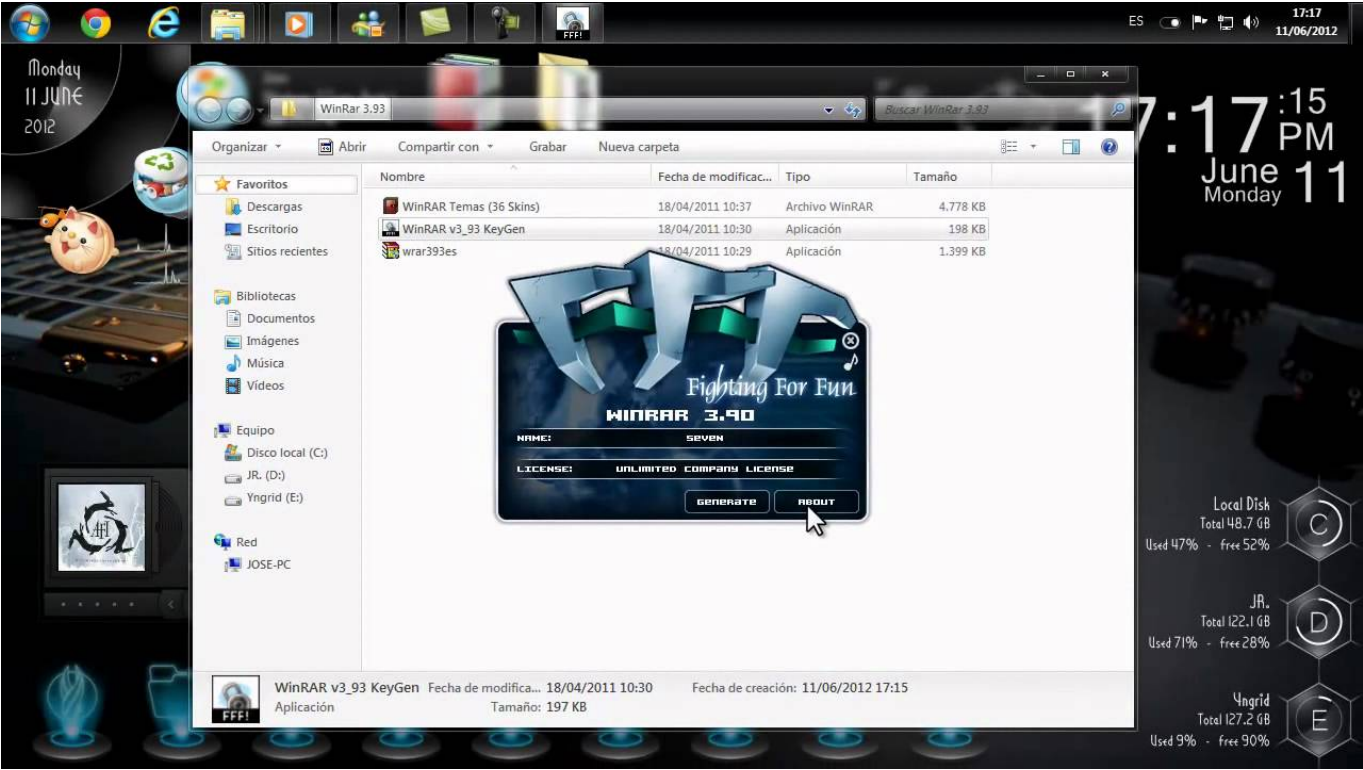 FFF!
ES
17:17
11/06/2012
Monday
11 JUNE
2012
WinRar 3.93
Buscar WinRar 3.93
7:17 :15
PM
June 11
Monday
Organizar
Abrir
Compartir con
Grabar
Nueva carpeta
Nombre
Fecha de modificac...
Tipo
Tamaño
Favoritos
Descargas
Escritorio
Sitios recientes
Bibliotecas
Documentos
Imágenes
Música
Vídeos
Equipo
Disco local (C:)
JR. (D:)
Yngrid (E:)
Red
JOSE-PC
WinRAR Temas (36 Skins) 18/04/2011 10:37 Archivo WinRAR 4.778 KB
WinRAR v3_93 KeyGen 18/04/2011 10:30 Aplicación 198 KB
wrar393es 18/04/2011 10:29 Aplicación 1.399 KB
FFF
Fighting For Fun
WINRAR 3.90
NAME: SEVEN
LICENSE: UNLIMITED COMPANY LICENSE
GENERATE
ABOUT
AFI
Local Disk
Total 48.7 GB
Used 47% - free 52%
C
JR.
Total 122.1 GB
Used 71% - free 28%
D
Yngrid
Total 127.2 GB
Used 9% - free 90%
E
FFF!
WinRAR v3_93 KeyGen Fecha de modifica... 18/04/2011 10:30 Fecha de creación: 11/06/2012 17:15
Aplicación Tamaño: 197 KB